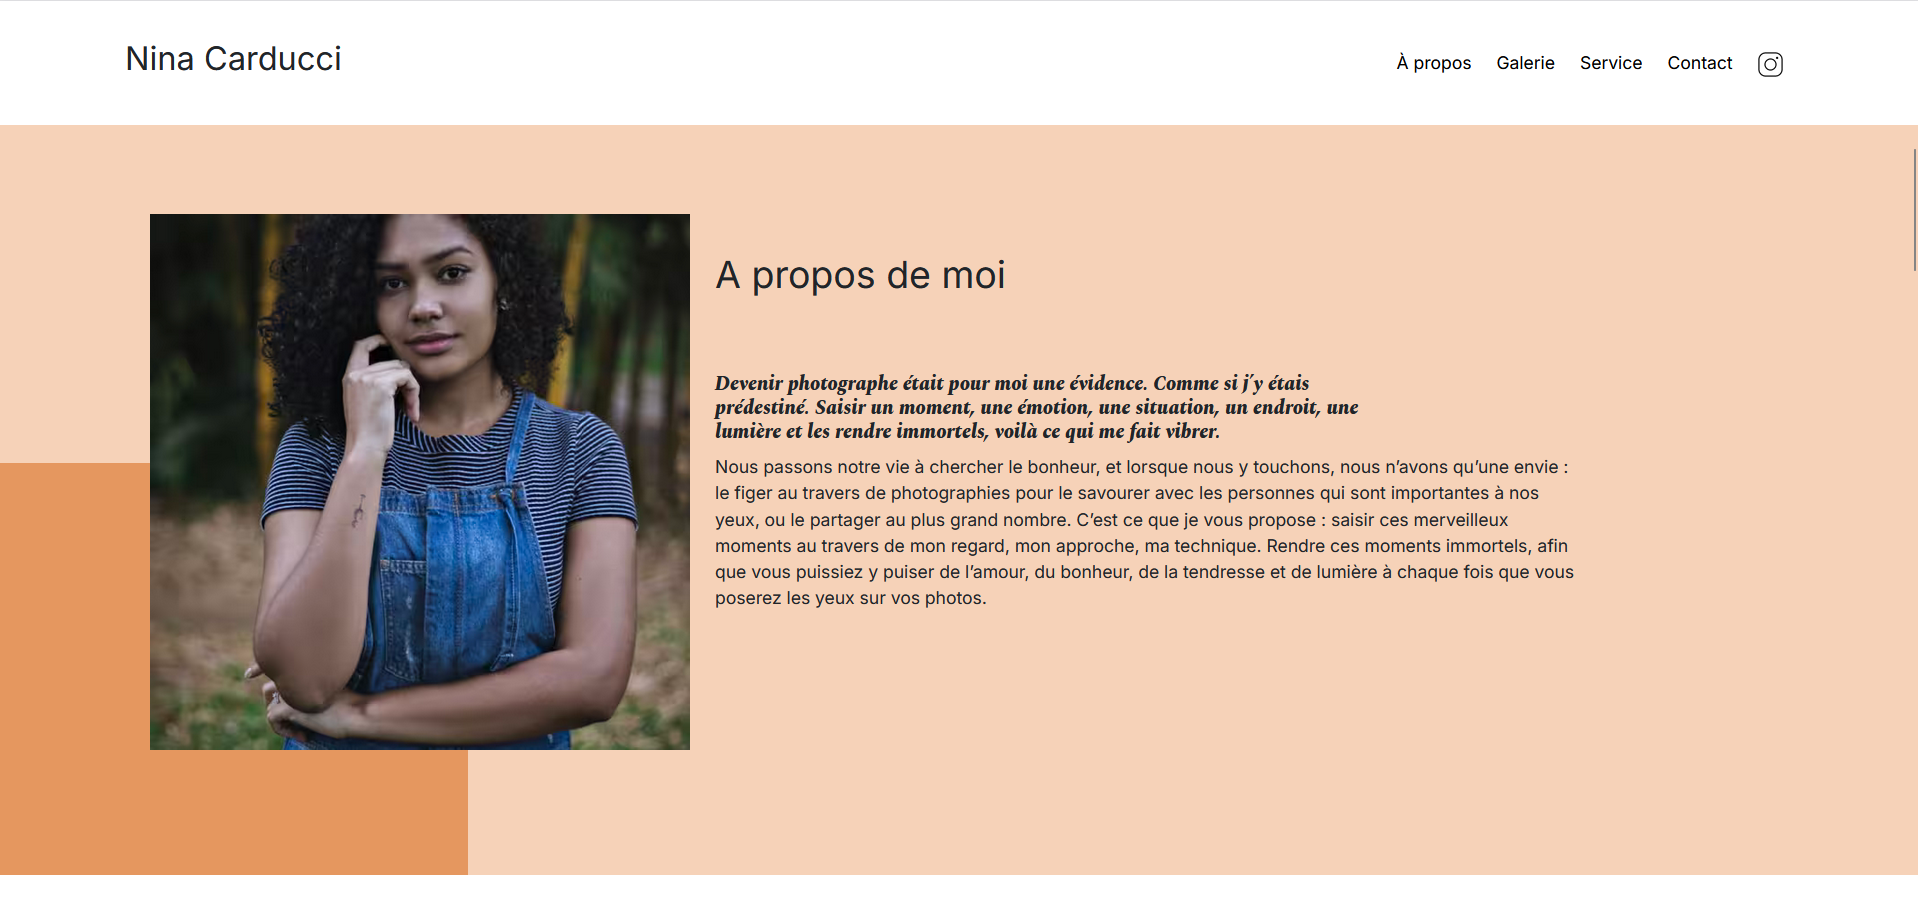 Nina Carducci
À propos Galerie Service Contact
A propos de moi
Devenir photographe était pour moi une évidence. Comme si j’y étais
prédestiné. Saisir un moment, une émotion, une situation, un endroit, une
lumière et les rendre immortels, voilà ce qui me fait vibrer.
Nous passons notre vie à chercher le bonheur, et lorsque nous y touchons, nous n’avons qu’une envie :
le figer au travers de photographies pour le savourer avec les personnes qui sont importantes à nos
yeux, ou le partager au plus grand nombre. C’est ce que je vous propose : saisir ces merveilleux
moments au travers de mon regard, mon approche, ma technique. Rendre ces moments immortels, afin
que vous puissiez y puiser de l’amour, du bonheur, de la tendresse et de lumière à chaque fois que vous
poserez les yeux sur vos photos.